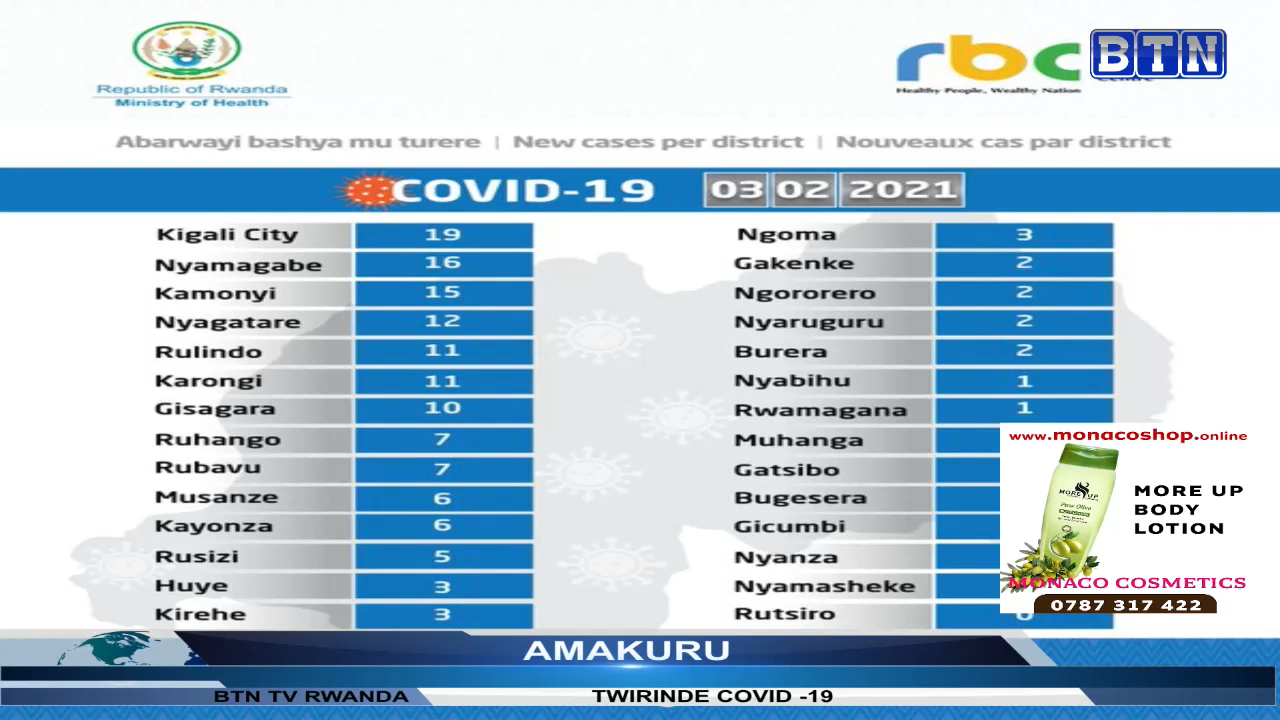 Republic of Rwanda
Ministry of Health
rbc
BTN
Healthy People, Wealthy Nation
Abarwayi bashya mu turere | New cases per district | Nouveaux cas par district
COVID-19 03 02 2021
Kigali City 19
Nyamagabe 16
Kamonyi 15
Nyagatare 12
Rulindo 11
Karongi 11
Gisagara 10
Ruhango 7
Rubavu 7
Musanze 6
Kayonza 6
Rusizi 5
Huye 3
Kirehe 3
Ngoma 3
Gakenke 2
Ngororero 2
Nyaruguru 2
Burera 2
Nyabihu 1
Rwamagana 1
Muhanga
Gatsibo
Bugesera
Gicumbi
Nyanza
Nyamasheke
Rutsiro
www.monacoshop.online
MORE UP
Paw Olive
MORE UP
BODY
LOTION
MONACO COSMETICS
0787 317 422
AMAKURU
BTN TV RWANDA
TWIRINDE COVID -19